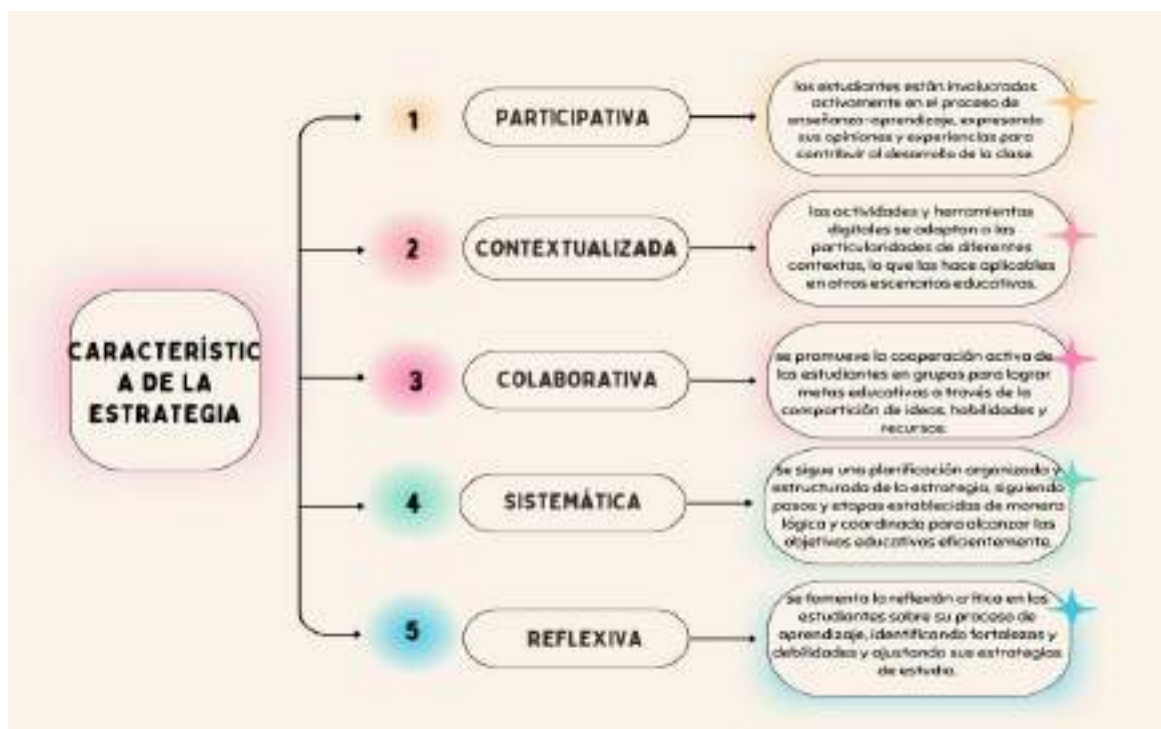 CARACTERÍSTIC
A DE LA
ESTRATEGIA
1
PARTICIPATIVA
los estudiantes están involucrados
activamente en el proceso de
enseñanza-aprendizaje, expresando
sus opiniones y experiencias para
contribuir al desarrollo de la clase
2
CONTEXTUALIZADA
las actividades y herramientas
digitales se adaptan a las
particularidades de diferentes
contextos, lo que las hace aplicables
en otros escenarios educativos.
3
COLABORATIVA
se promueve la cooperación activa de
los estudiantes en grupos para lograr
metas educativas a través de la
compartición de ideas, habilidades y
recursos.
4
SISTEMÁTICA
Se sigue una planificación organizada y
estructurada de la estrategia, siguiendo
pasos y etapas establecidas de manera
lógica y coordinada para alcanzar los
objetivos educativos eficientemente.
5
REFLEXIVA
se fomenta la reflexión crítica en los
estudiantes sobre su proceso de
aprendizaje, identificando fortalezas y
debilidades y ajustando sus estrategias
de estudio.